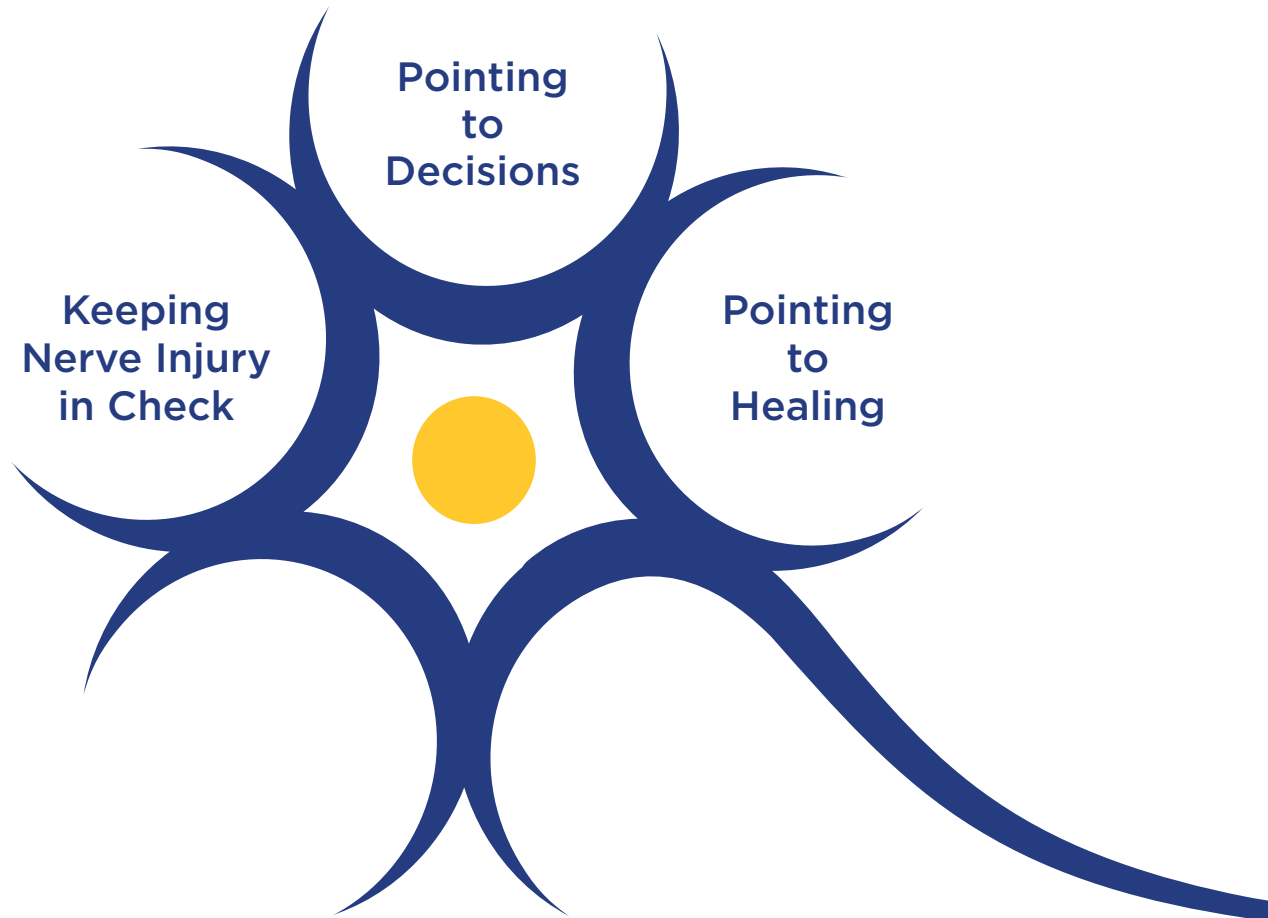 Pointing
to
Decisions
Keeping
Nerve Injury
in Check
Pointing
to
Healing